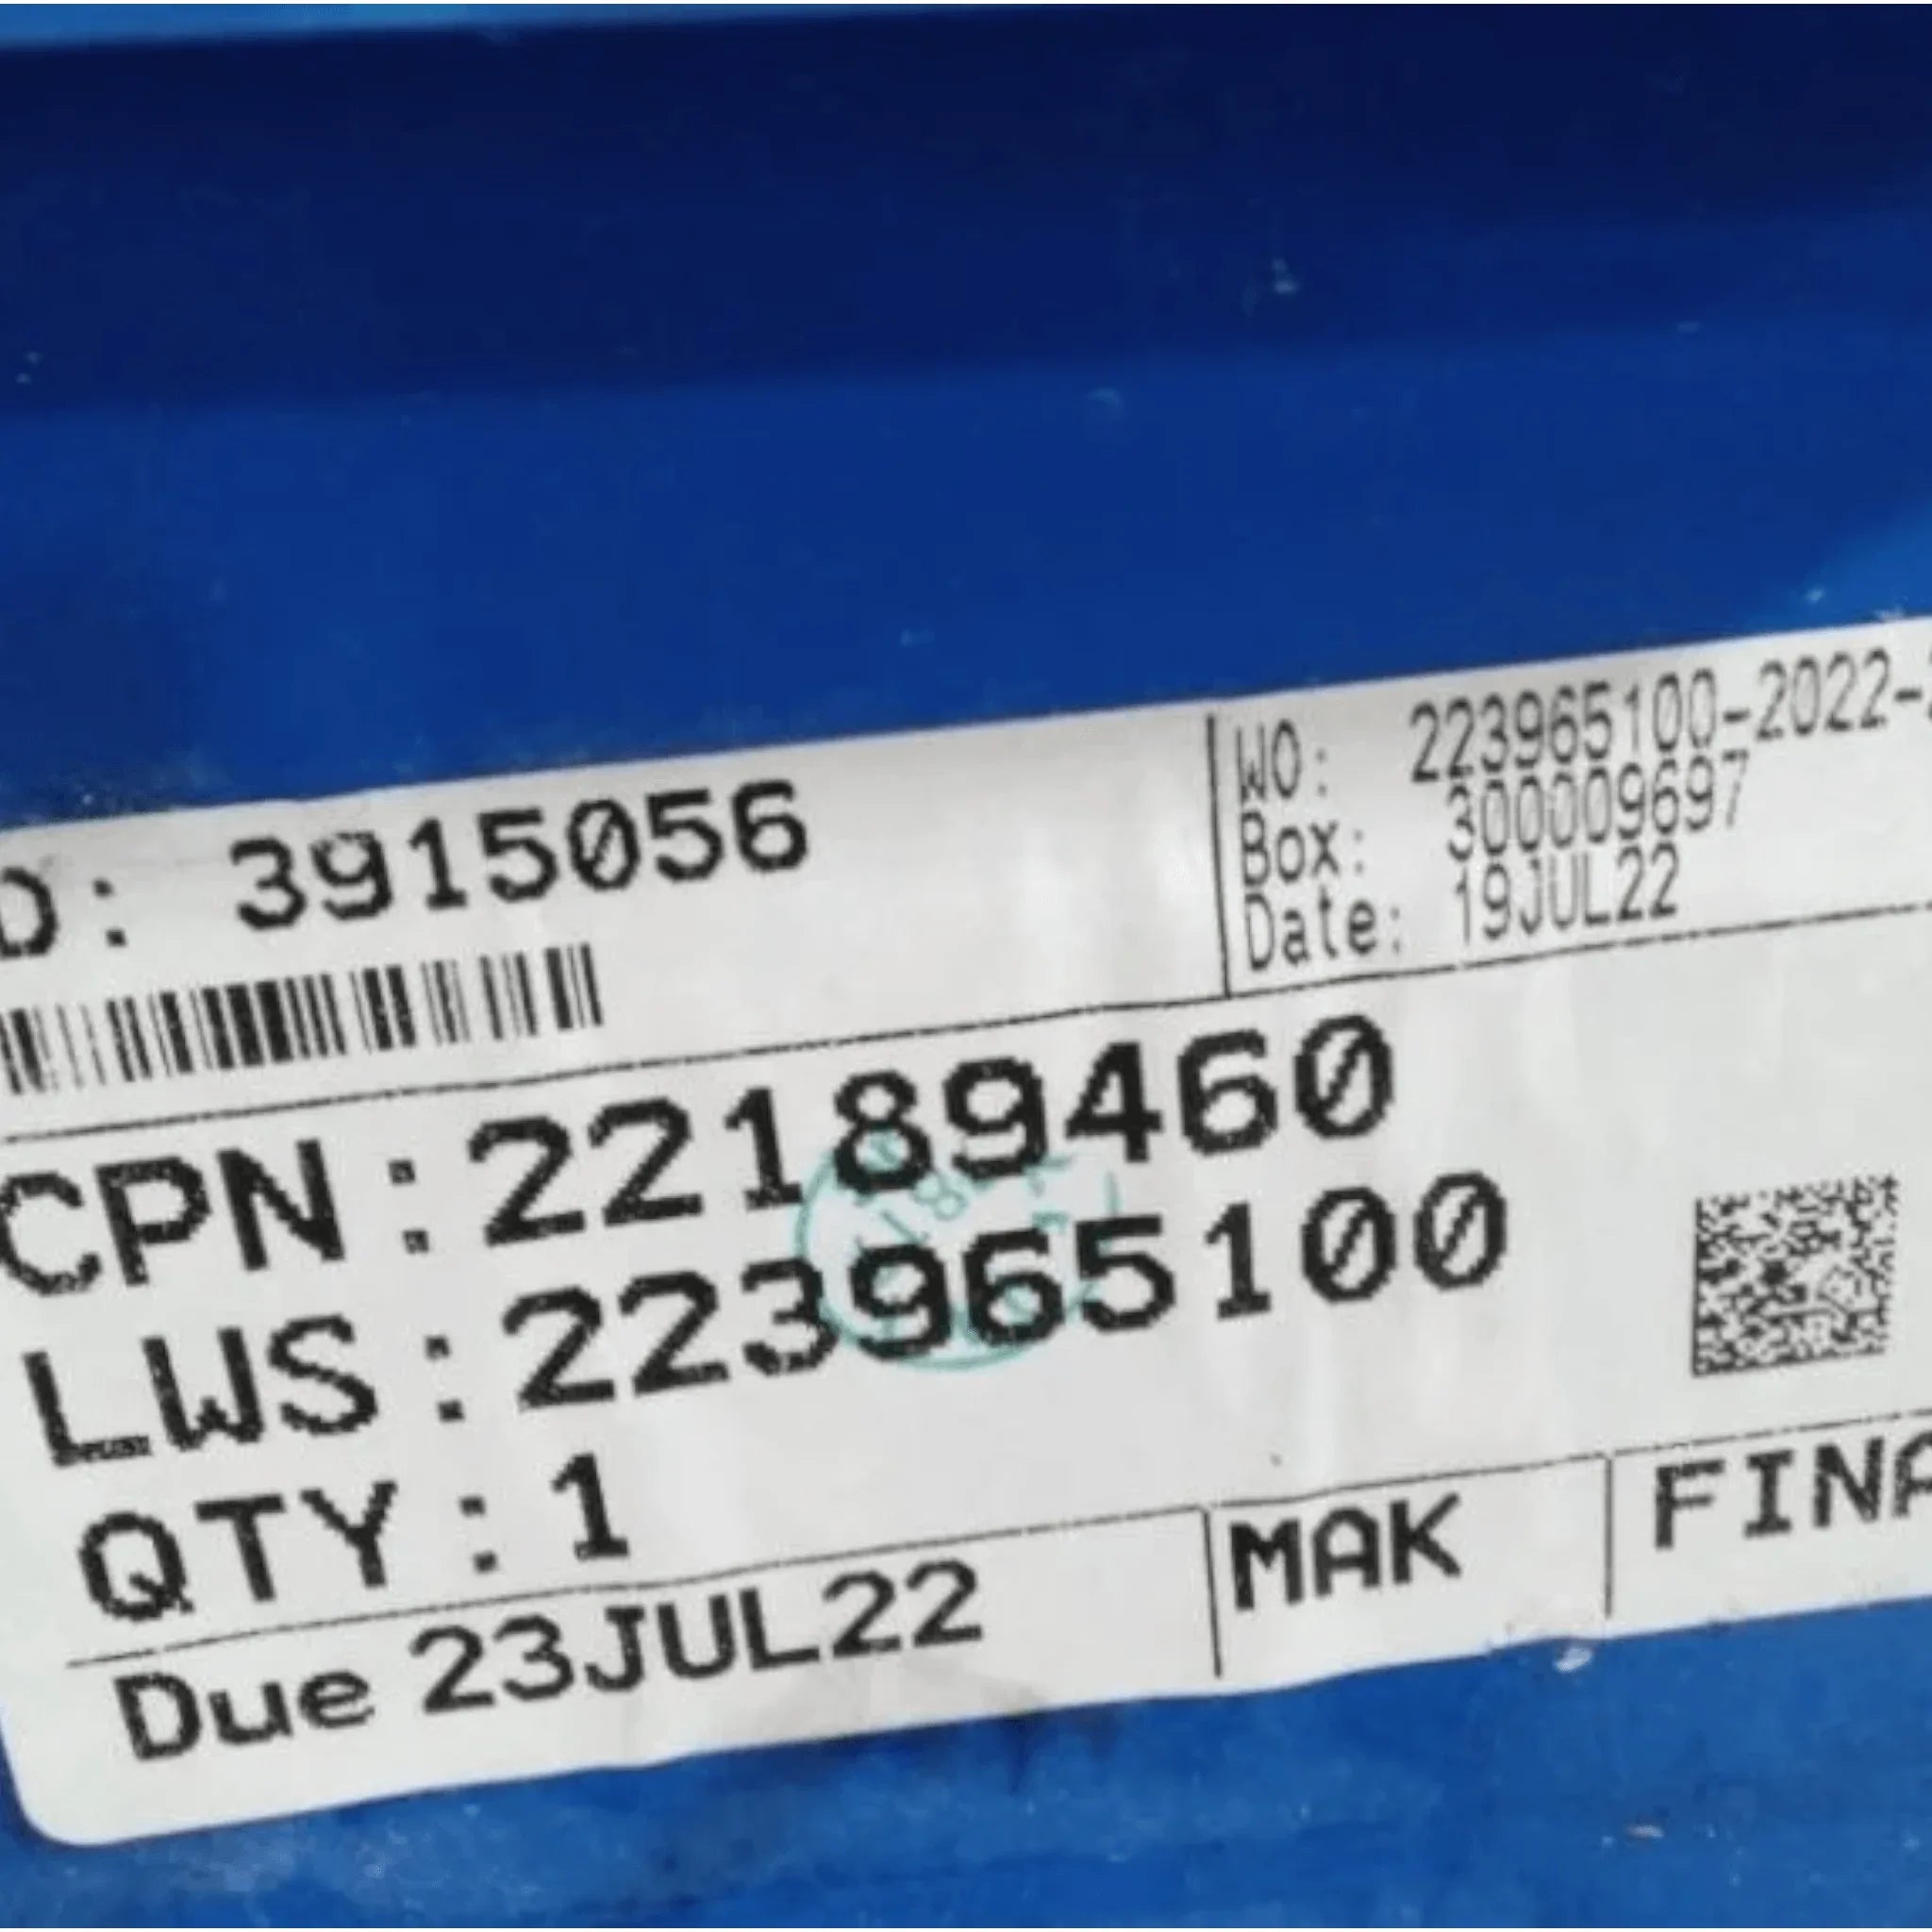 D: 3915056
WO: 223965100-2022-
Box: 300009697
Date: 19JUL22
CPN:22189460
LWS:223965100
QTY:1
Due 23JUL22
MAK
FINA